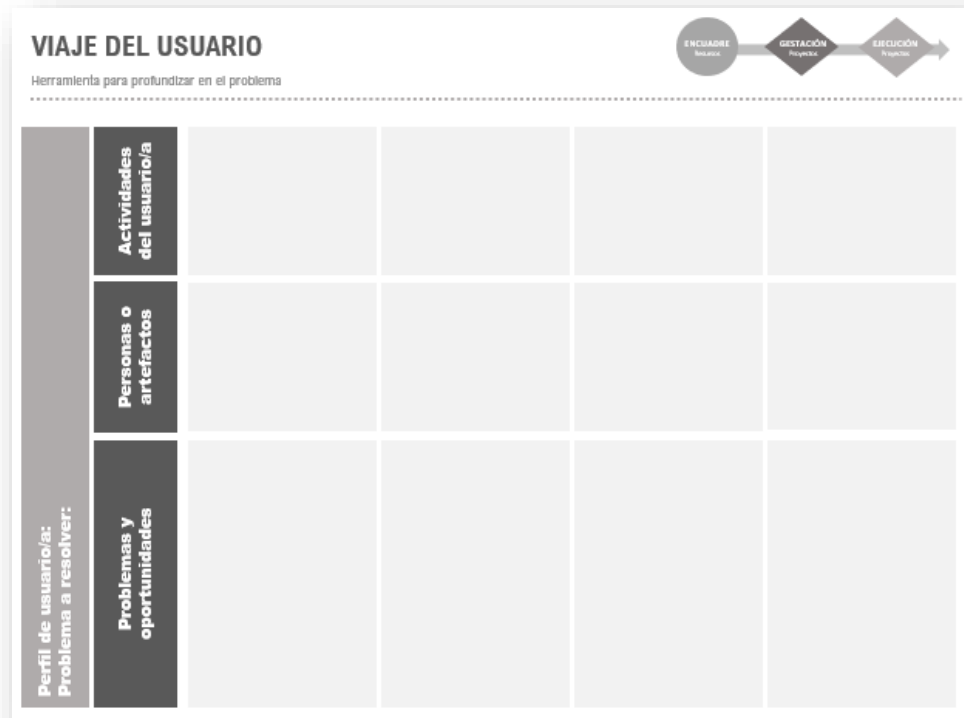 VIAJE DEL USUARIO
Herramienta para profundizar en el problema
ENCUADRE
Recursos
GESTACIÓN
Proyectos
EJECUCIÓN
Proyectos
Perfil de usuario/a:
Problema a resolver:
Actividades
del usuario/a
Personas o
artefactos
Problemas y
oportunidades